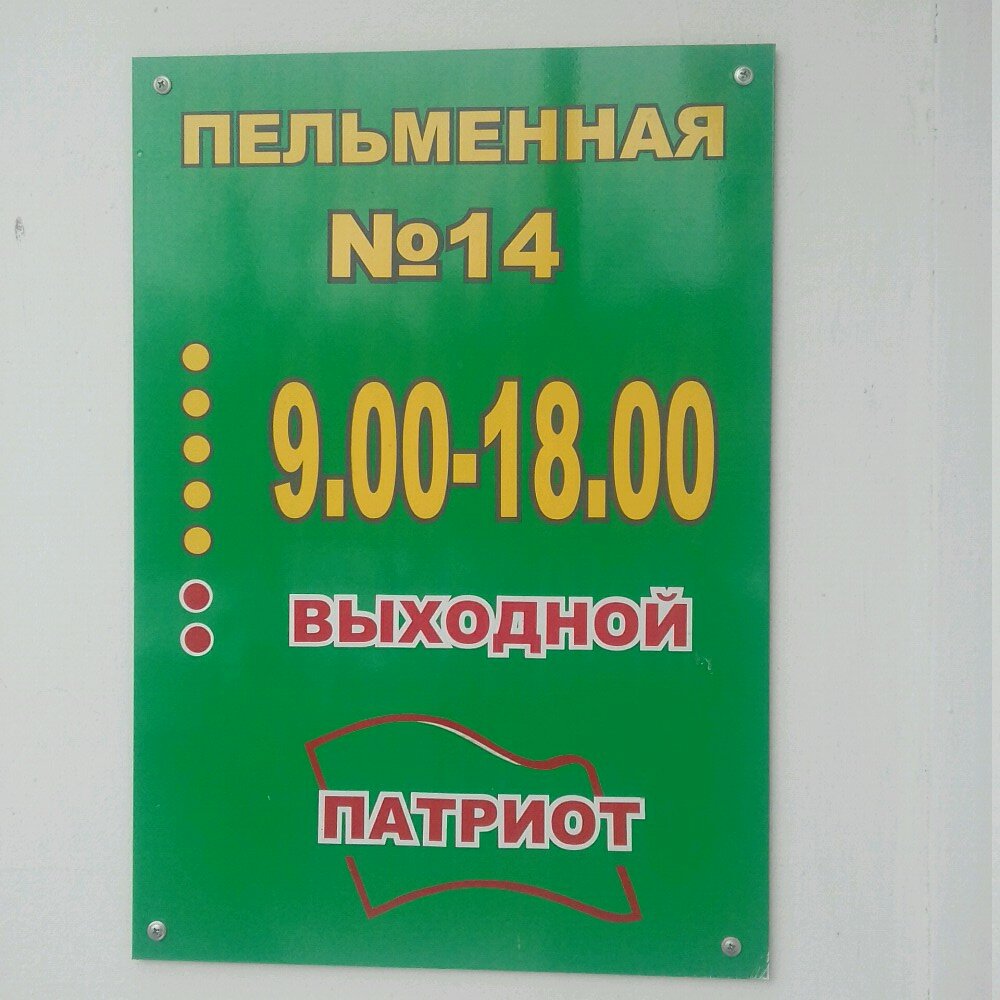 ПЕЛЬМЕННАЯ
№14
9.00-18.00
ВЫХОДНОЙ
ПАТРИОТ